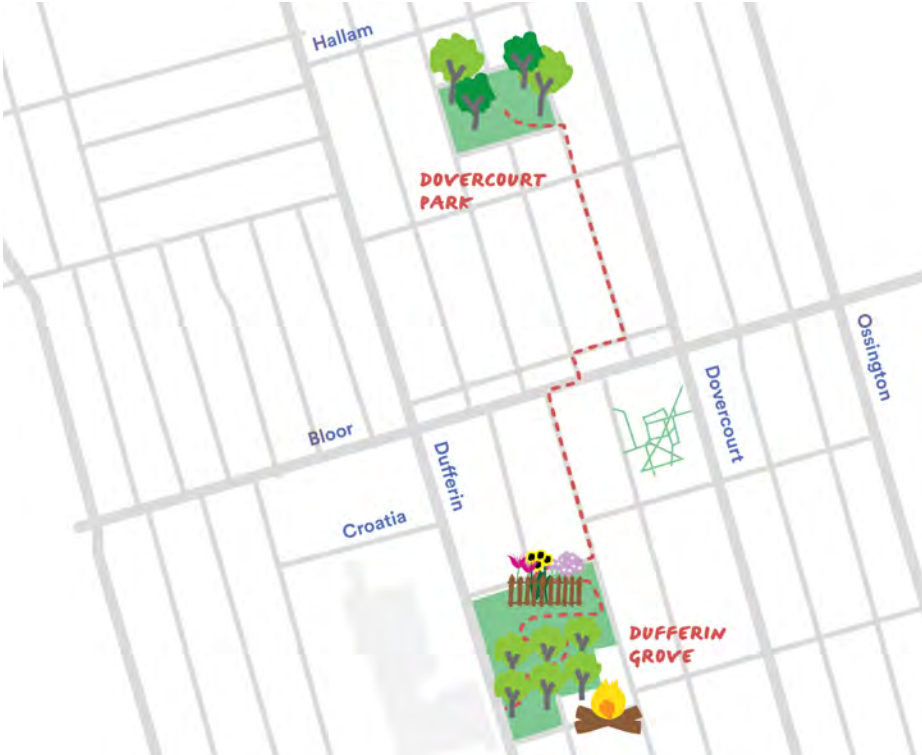 Hallam
DOVERCOURT
PARK
Ossington
Dovercourt
Bloor
Dufferin
Croatia
DUFFERIN
GROVE